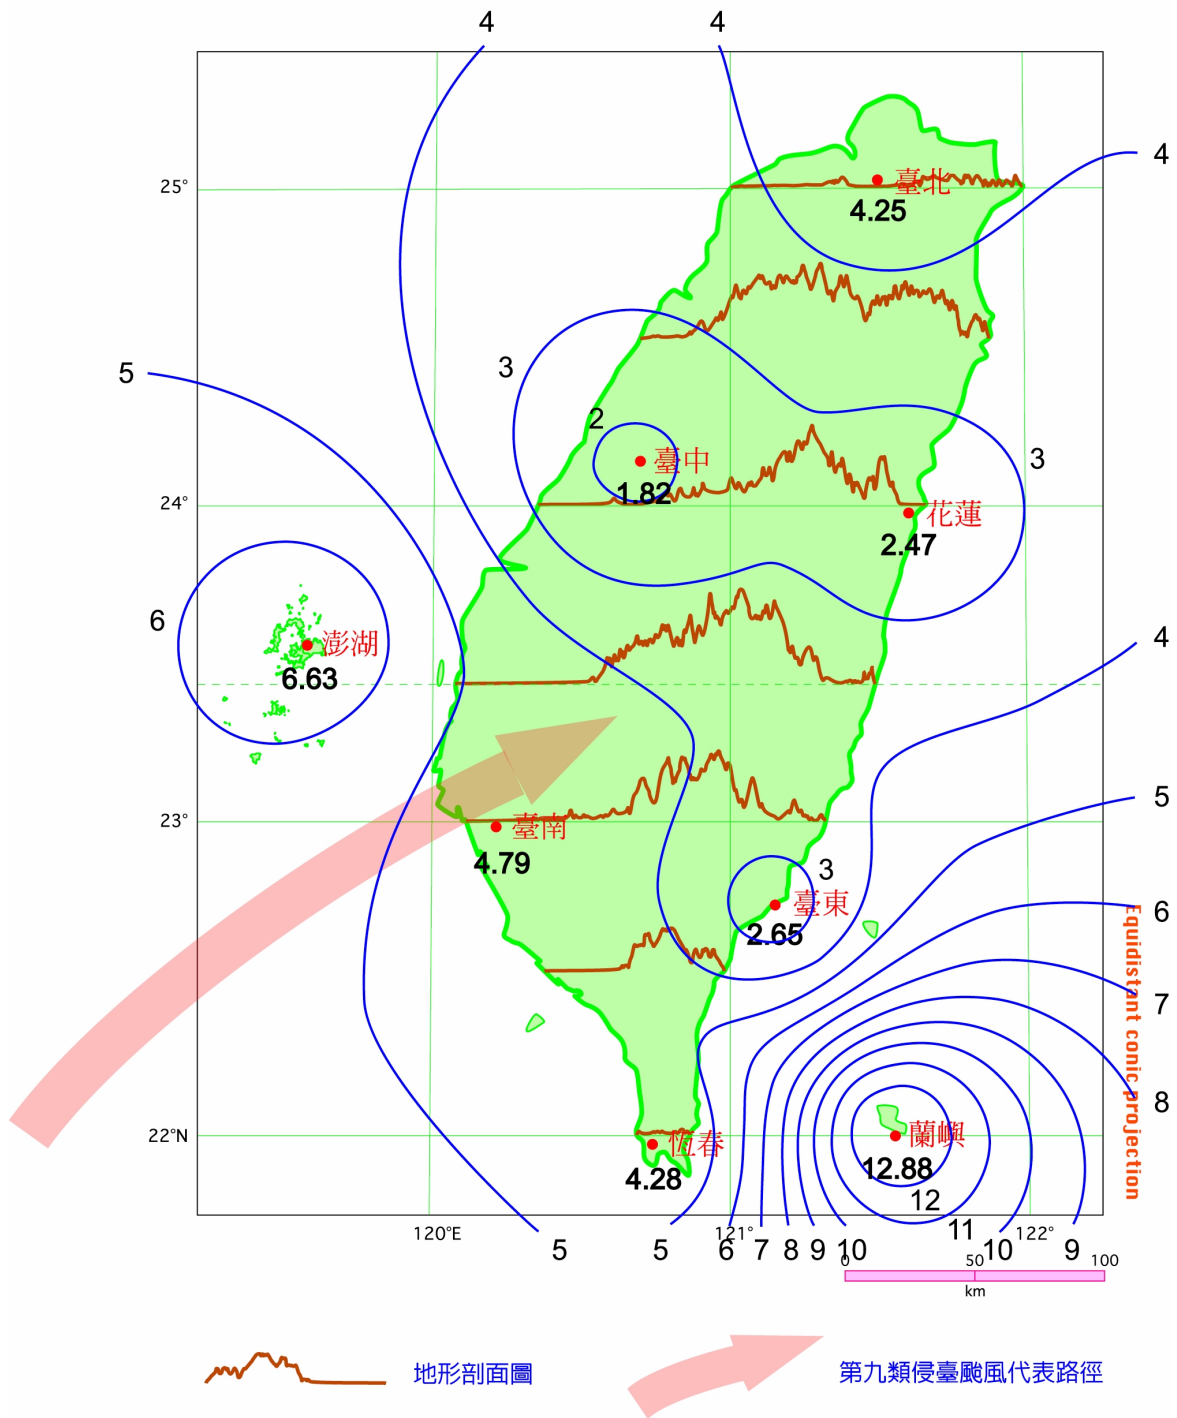 4 4
4
25°
臺北
4.25
3
5
2
臺中
1.82
3
24°
花蓮
2.47
6
澎湖
6.63
4
5
23°
臺南
4.79
3
臺東
2.65
6
Equidistant conic projection
7
8
22°N
恆春
4.28
蘭嶼
12.88
12
11
120°E 121° 122°
5 5 6 7 8 9 10 10 9
0 50 100
km
地形剖面圖
第九類侵臺颱風代表路徑